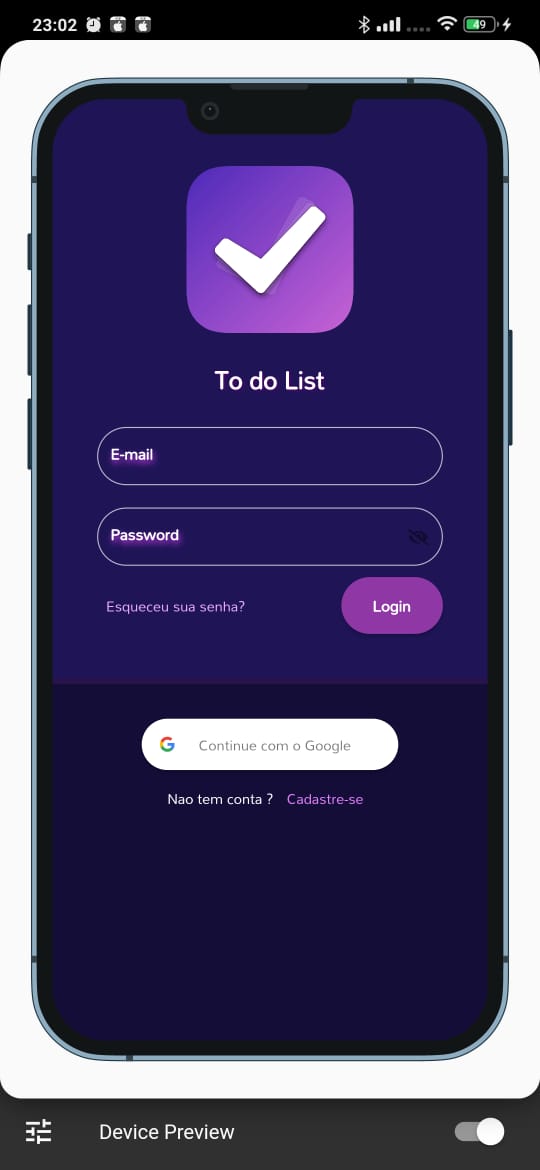 23:02
49
To do List
E-mail
Password
Esqueceu sua senha?
Login
Continue com o Google
Nao tem conta ? Cadastre-se
Device Preview